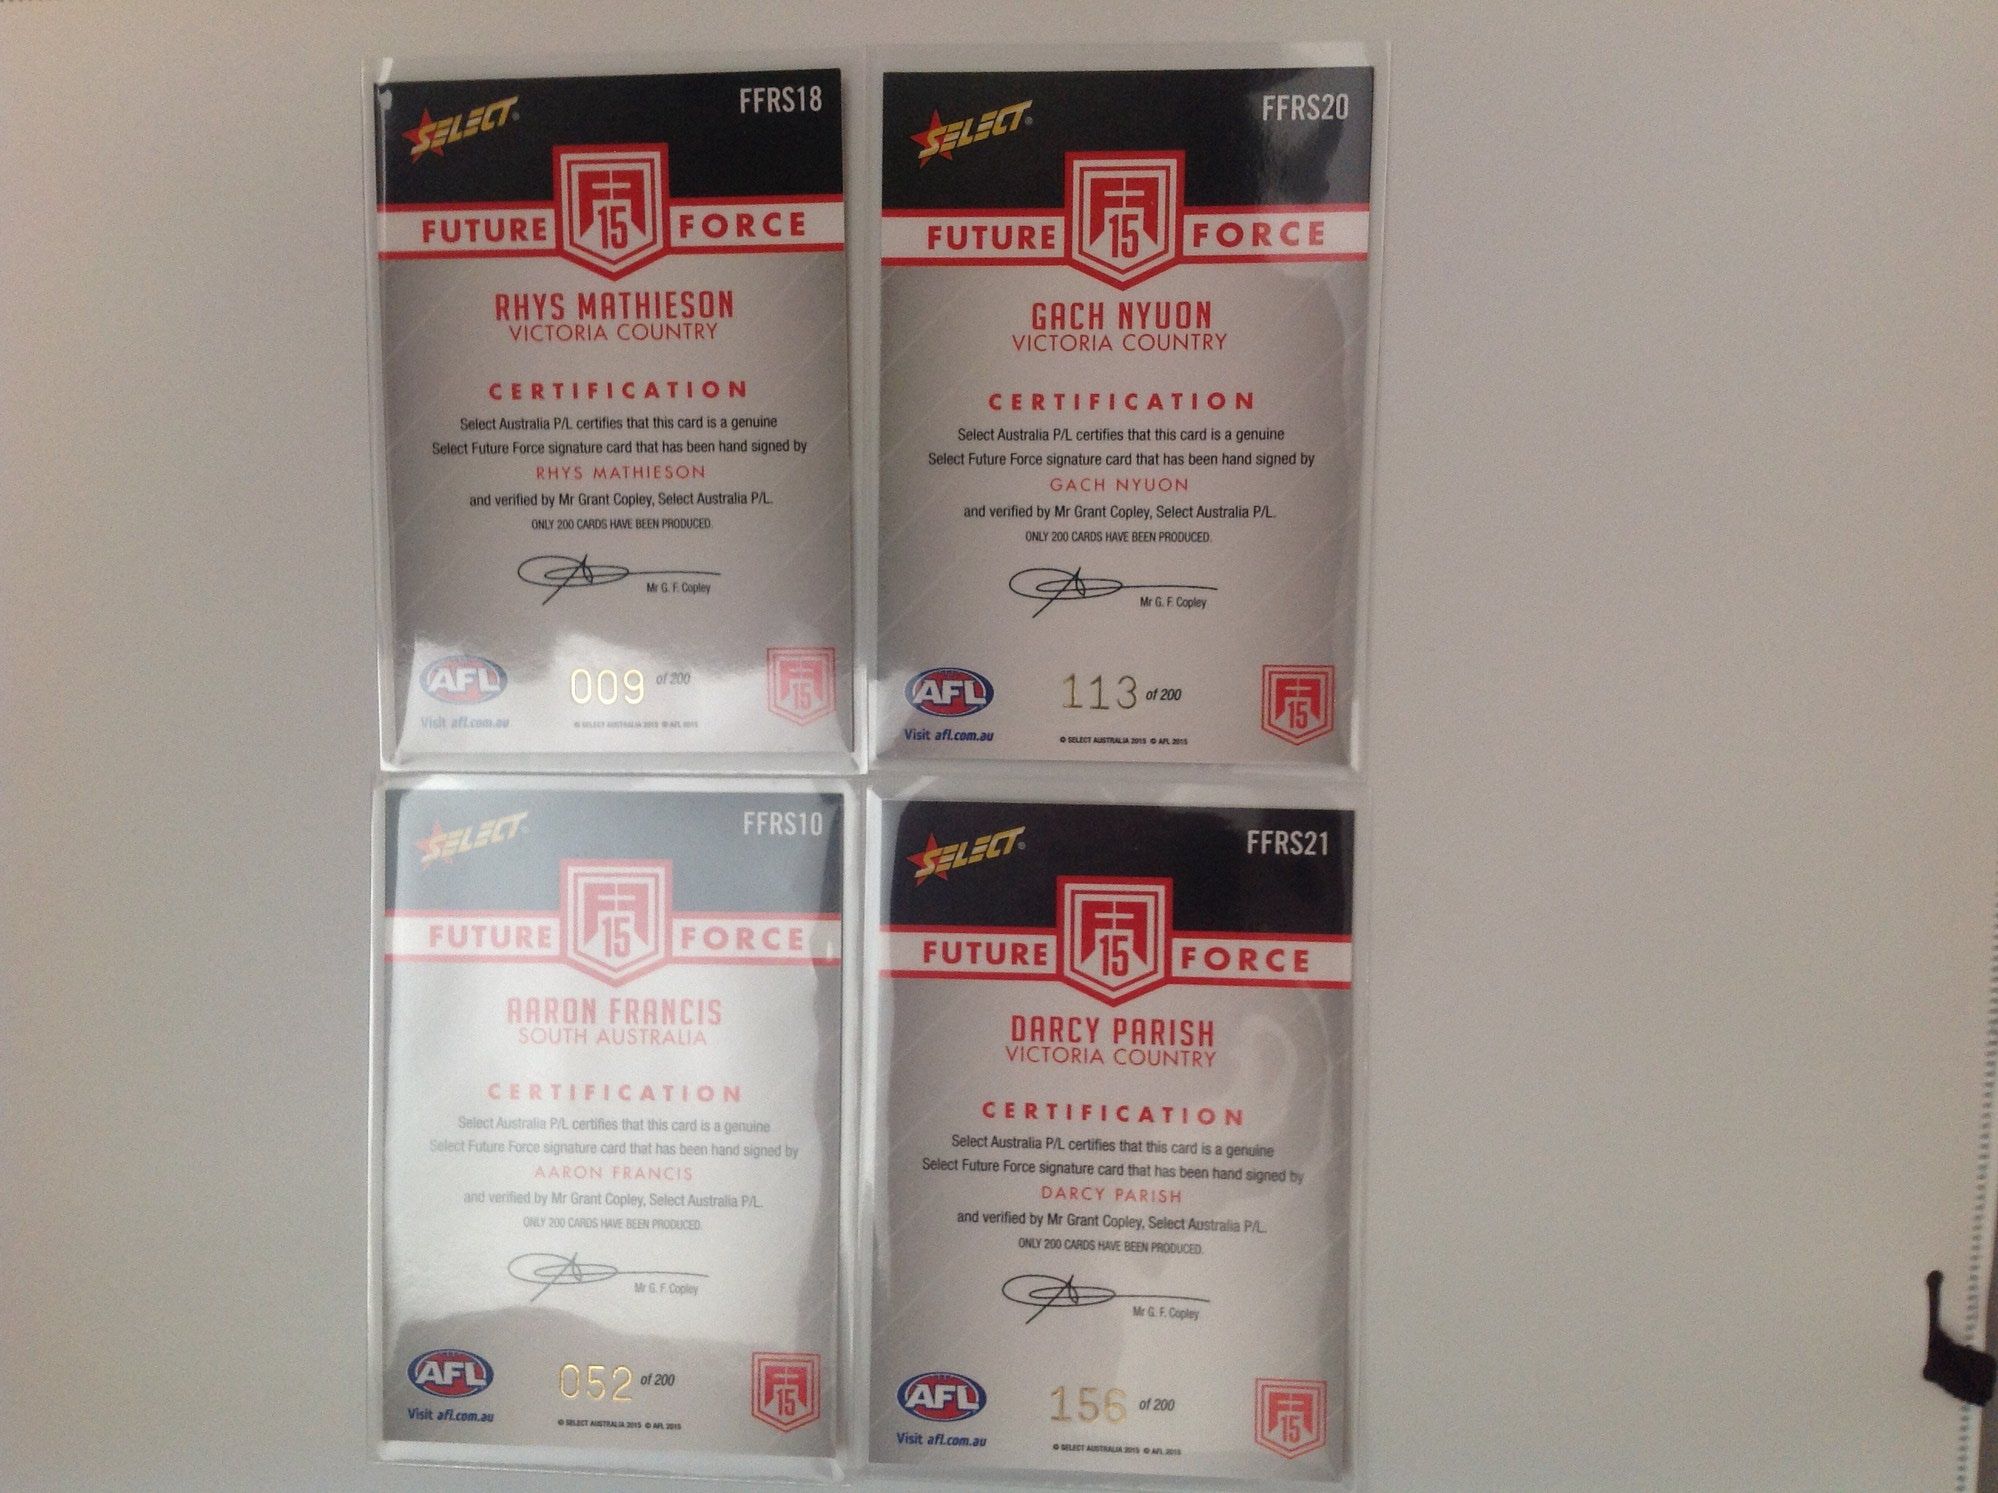 SELECT
FFRS18
FUTURE 15 FORCE
RHYS MATHIESON
VICTORIA COUNTRY
CERTIFICATION
Select Australia P/L certifies that this card is a genuine
Select Future Force signature card that has been hand signed by
RHYS MATHIESON
and verified by Mr Grant Copley, Select Australia P/L.
ONLY 200 CARDS HAVE BEEN PRODUCED.
Mr G. F. Copley
AFL
009 of 200
15
Visit afl.com.au
© SELECT AUSTRALIA 2015 © AFL 2015
SELECT
FFRS20
FUTURE 15 FORCE
GACH NYUON
VICTORIA COUNTRY
CERTIFICATION
Select Australia P/L certifies that this card is a genuine
Select Future Force signature card that has been hand signed by
GACH NYUON
and verified by Mr Grant Copley, Select Australia P/L.
ONLY 200 CARDS HAVE BEEN PRODUCED.
Mr G. F. Copley
AFL
113 of 200
15
Visit afl.com.au
© SELECT AUSTRALIA 2015 © AFL 2015
SELECT
FFRS10
FUTURE 15 FORCE
AARON FRANCIS
SOUTH AUSTRALIA
CERTIFICATION
Select Australia P/L certifies that this card is a genuine
Select Future Force signature card that has been hand signed by
AARON FRANCIS
and verified by Mr Grant Copley, Select Australia P/L.
ONLY 200 CARDS HAVE BEEN PRODUCED.
Mr G. F. Copley
AFL
052 of 200
15
Visit afl.com.au
© SELECT AUSTRALIA 2015 © AFL 2015
SELECT
FFRS21
FUTURE 15 FORCE
DARCY PARISH
VICTORIA COUNTRY
CERTIFICATION
Select Australia P/L certifies that this card is a genuine
Select Future Force signature card that has been hand signed by
DARCY PARISH
and verified by Mr Grant Copley, Select Australia P/L.
ONLY 200 CARDS HAVE BEEN PRODUCED.
Mr G. F. Copley
AFL
156 of 200
15
Visit afl.com.au
© SELECT AUSTRALIA 2015 © AFL 2015